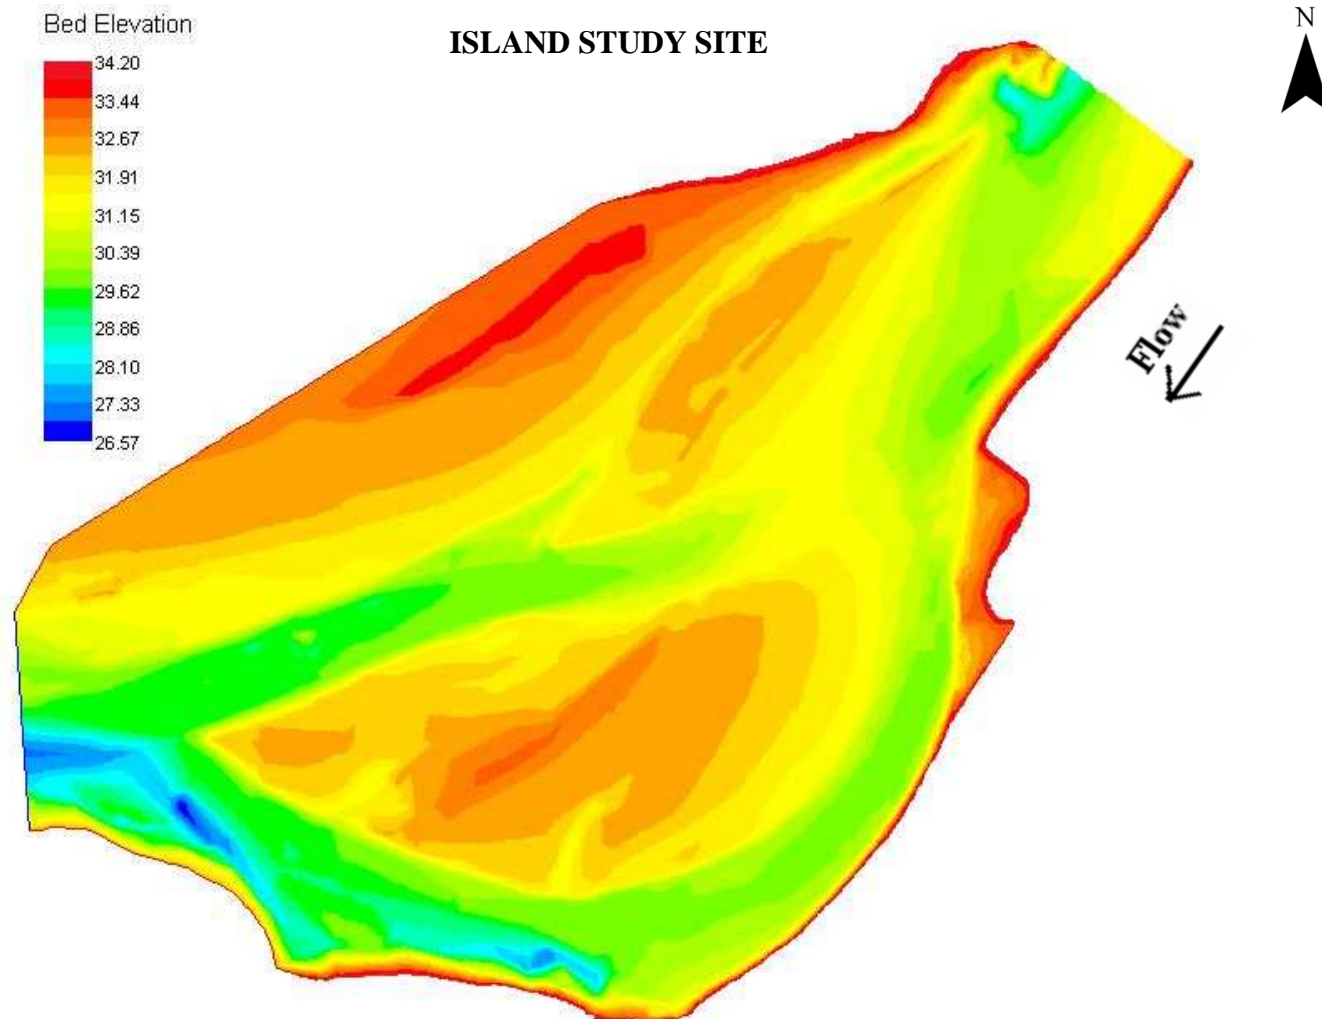 Bed Elevation
ISLAND STUDY SITE
N
34.20
33.44
32.67
31.91
31.15
30.39
29.62
28.86
28.10
27.33
26.57
Flow